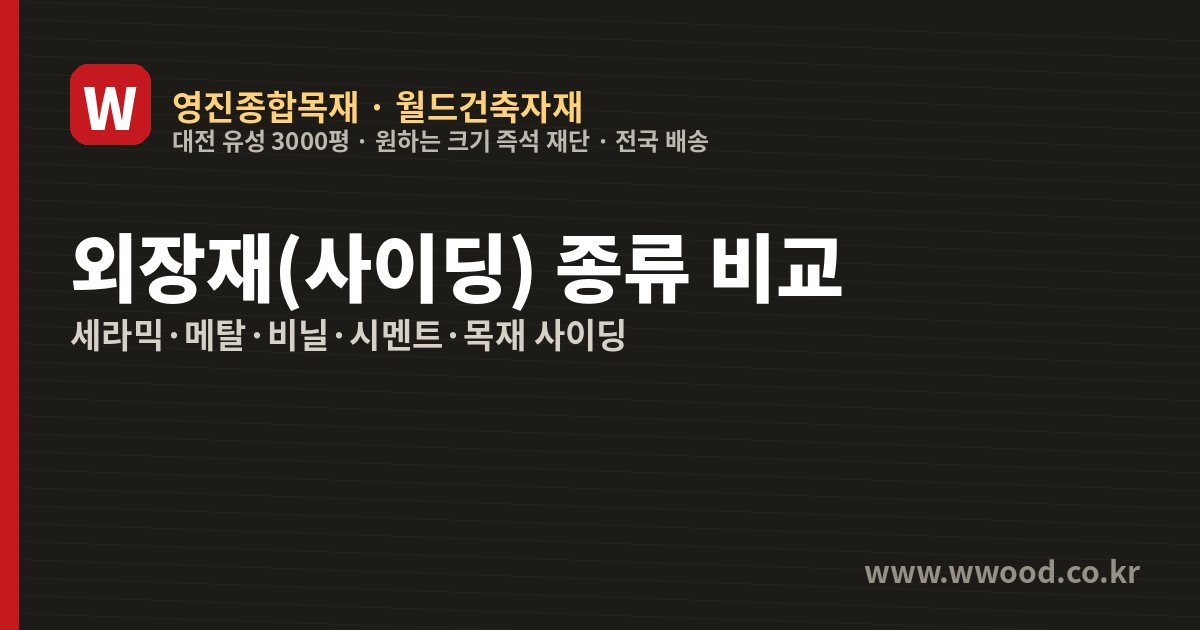 W
영진종합목재 · 월드건축자재
대전 유성 3000평 · 원하는 크기 즉석 재단 · 전국 배송
외장재(사이딩) 종류 비교
세라믹·메탈·비닐·시멘트·목재 사이딩
www.wwood.co.kr